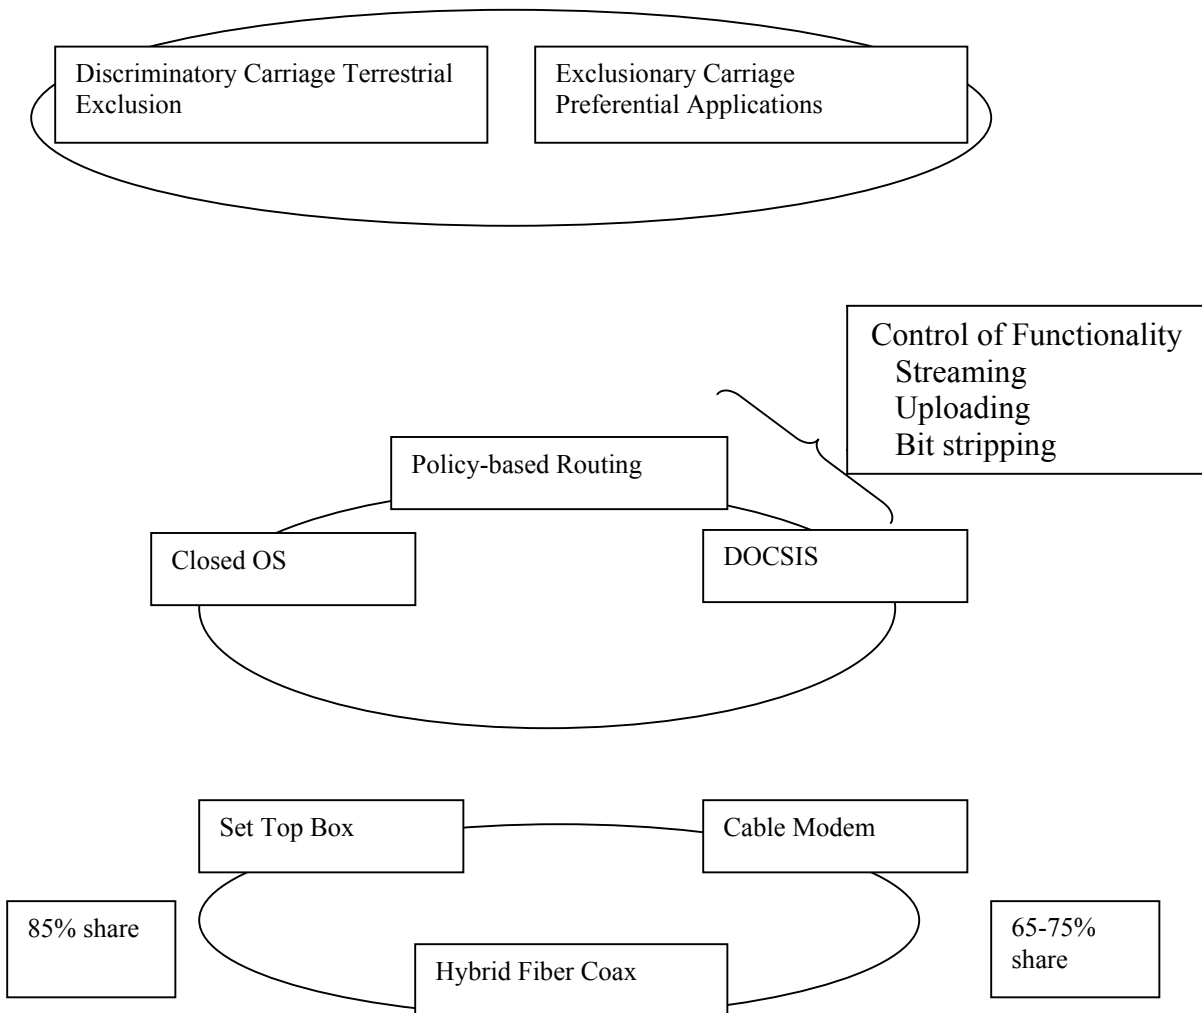 Discriminatory Carriage Terrestrial
Exclusion
Exclusionary Carriage
Preferential Applications
Control of Functionality
Streaming
Uploading
Bit stripping
Policy-based Routing
Closed OS
DOCSIS
Set Top Box
Cable Modem
85% share
65-75%
share
Hybrid Fiber Coax